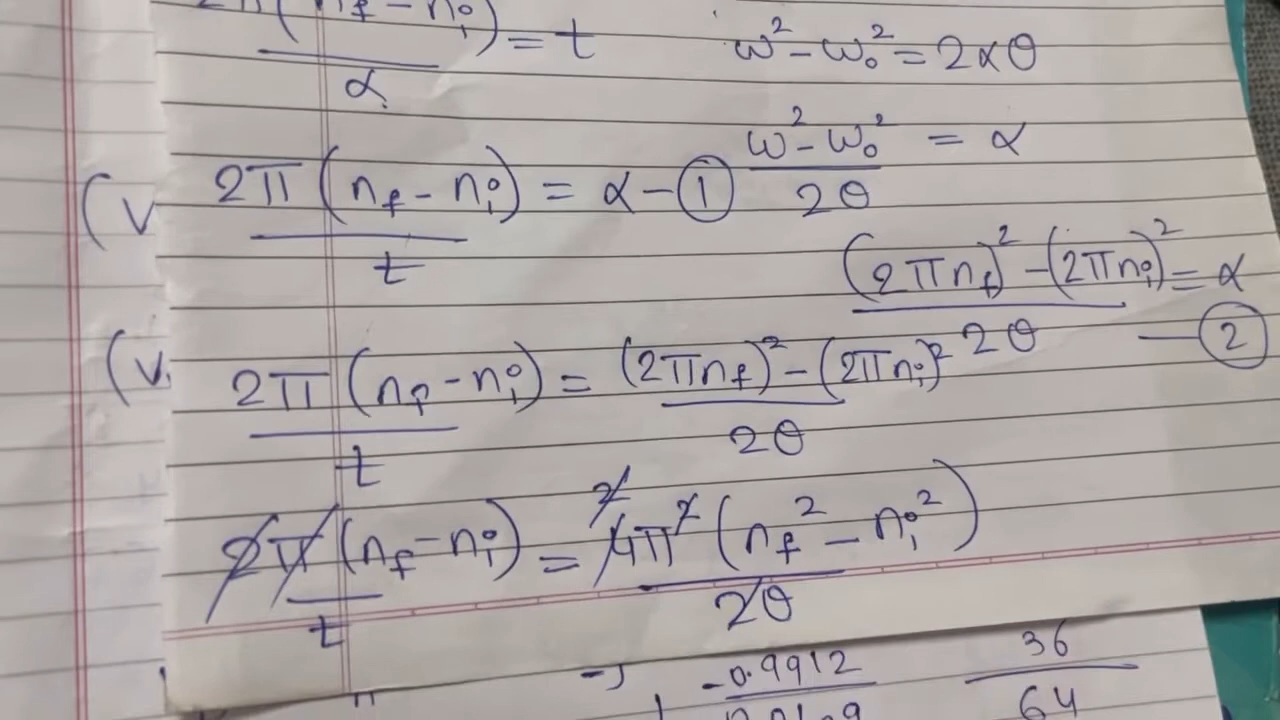 2π(n_f − n_i)/α = t
ω² − ω₀² = 2αθ
(ω² − ω₀²)/2θ = α
(v
2π(n_f − n_i)/t = α — ①
((2πn_f)² − (2πn_i)²)/2θ = α — ②
(v.
2π(n_f − n_i)/t = ((2πn_f)² − (2πn_i)²)/2θ
2π(n_f − n_i)/t = 2 4π²(n_f² − n_i²)/2θ
-0.9912
36/64